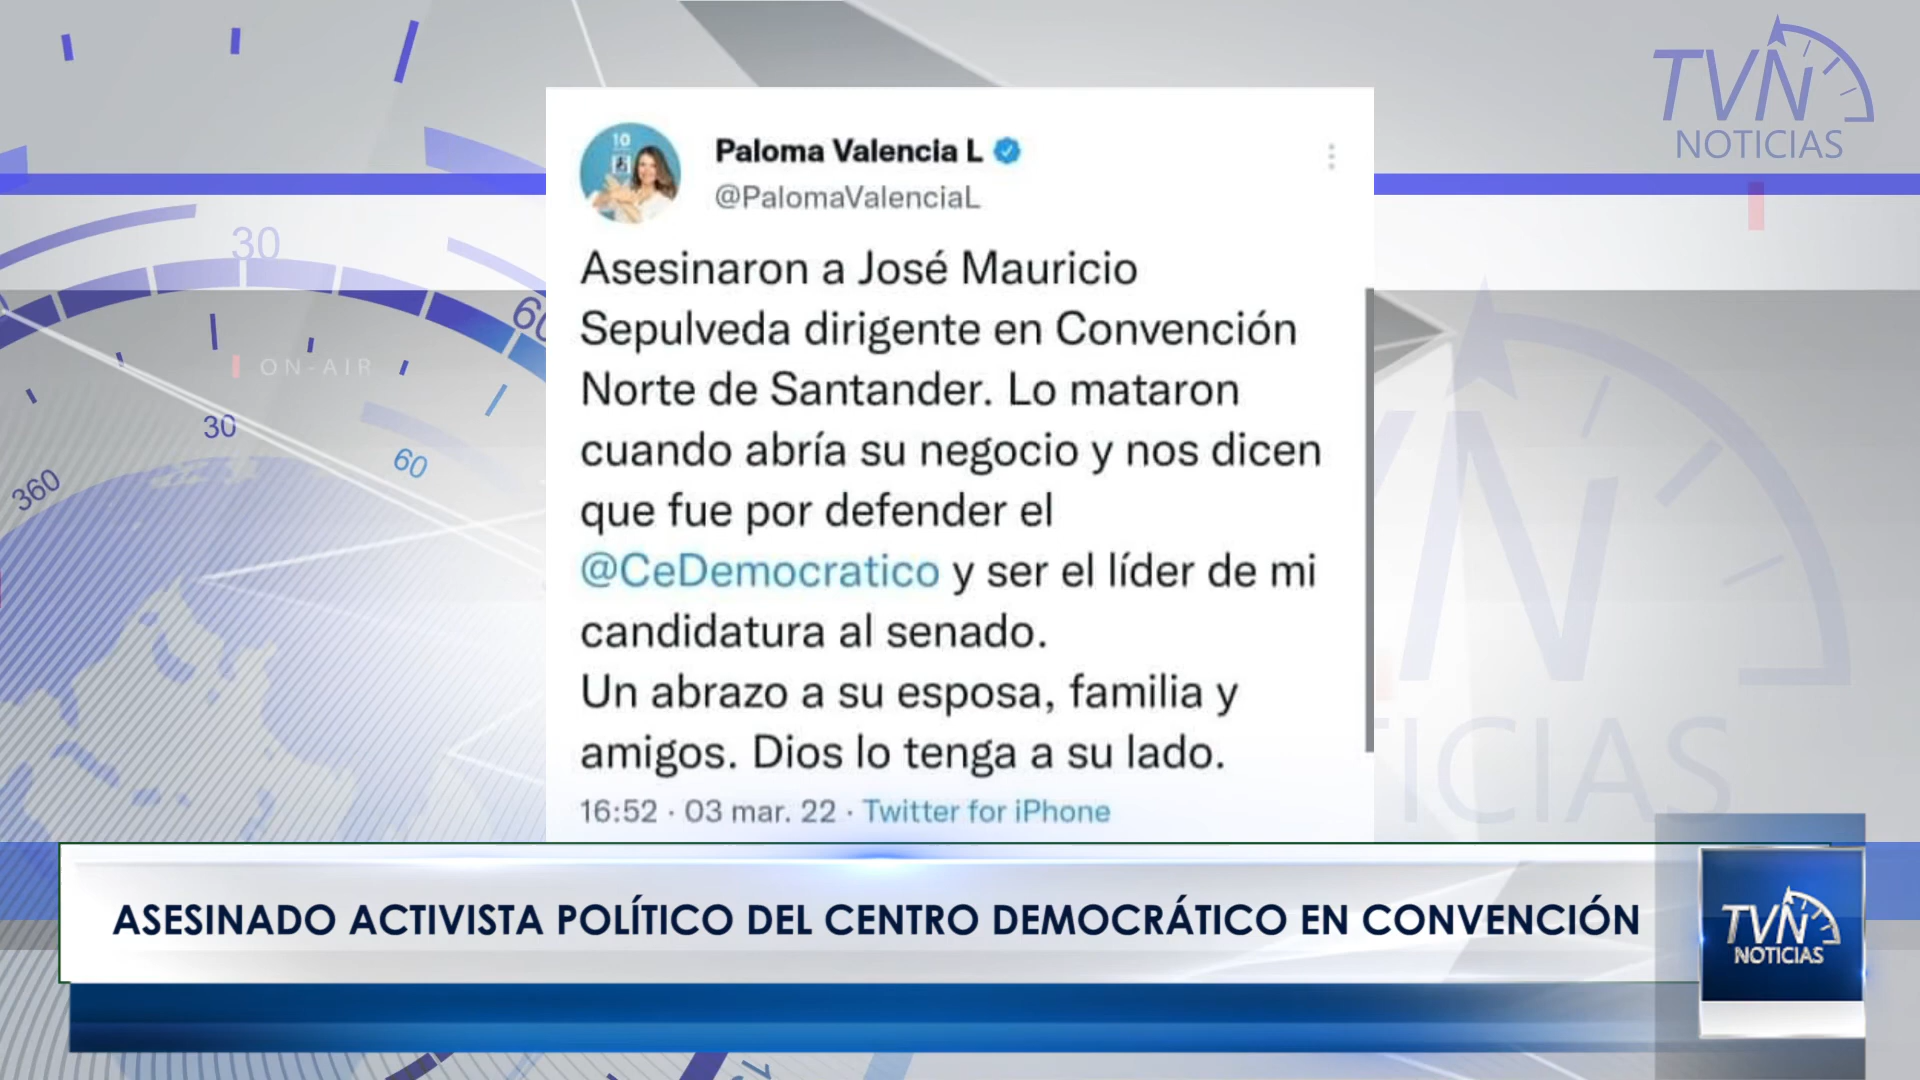 TVN
NOTICIAS
10
Paloma Valencia L
@PalomaValenciaL
Asesinaron a José Mauricio
Sepulveda dirigente en Convención
Norte de Santander. Lo mataron
cuando abría su negocio y nos dicen
que fue por defender el
@CeDemocratico y ser el líder de mi
candidatura al senado.
Un abrazo a su esposa, familia y
amigos. Dios lo tenga a su lado.
16:52 · 03 mar. 22 · Twitter for iPhone
30
60
ON-AIR
30
60
360
ICIAS
ASESINADO ACTIVISTA POLÍTICO DEL CENTRO DEMOCRÁTICO EN CONVENCIÓN
TVN
NOTICIAS